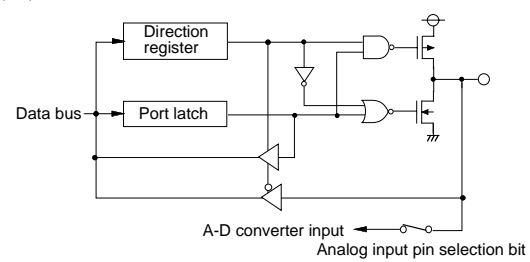 Direction
register
Data bus
Port latch
A-D converter input
Analog input pin selection bit